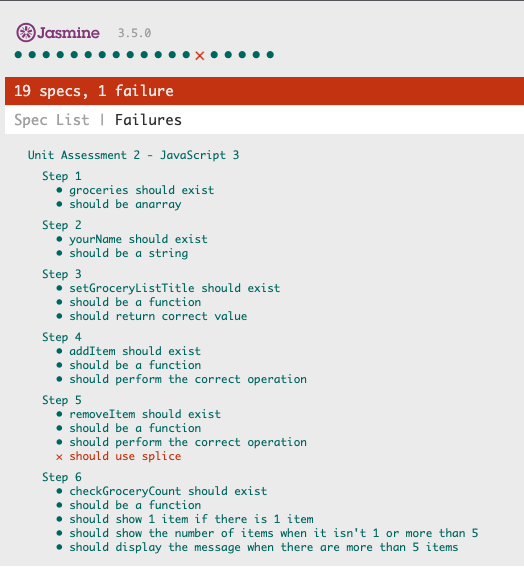 Jasmine 3.5.0
19 specs, 1 failure
Spec List | Failures
Unit Assessment 2 - JavaScript 3
Step 1
• groceries should exist
• should be anarray
Step 2
• yourName should exist
• should be a string
Step 3
• setGroceryListTitle should exist
• should be a function
• should return correct value
Step 4
• addItem should exist
• should be a function
• should perform the correct operation
Step 5
• removeItem should exist
• should be a function
• should perform the correct operation
× should use splice
Step 6
• checkGroceryCount should exist
• should be a function
• should show 1 item if there is 1 item
• should show the number of items when it isn't 1 or more than 5
• should display the message when there are more than 5 items